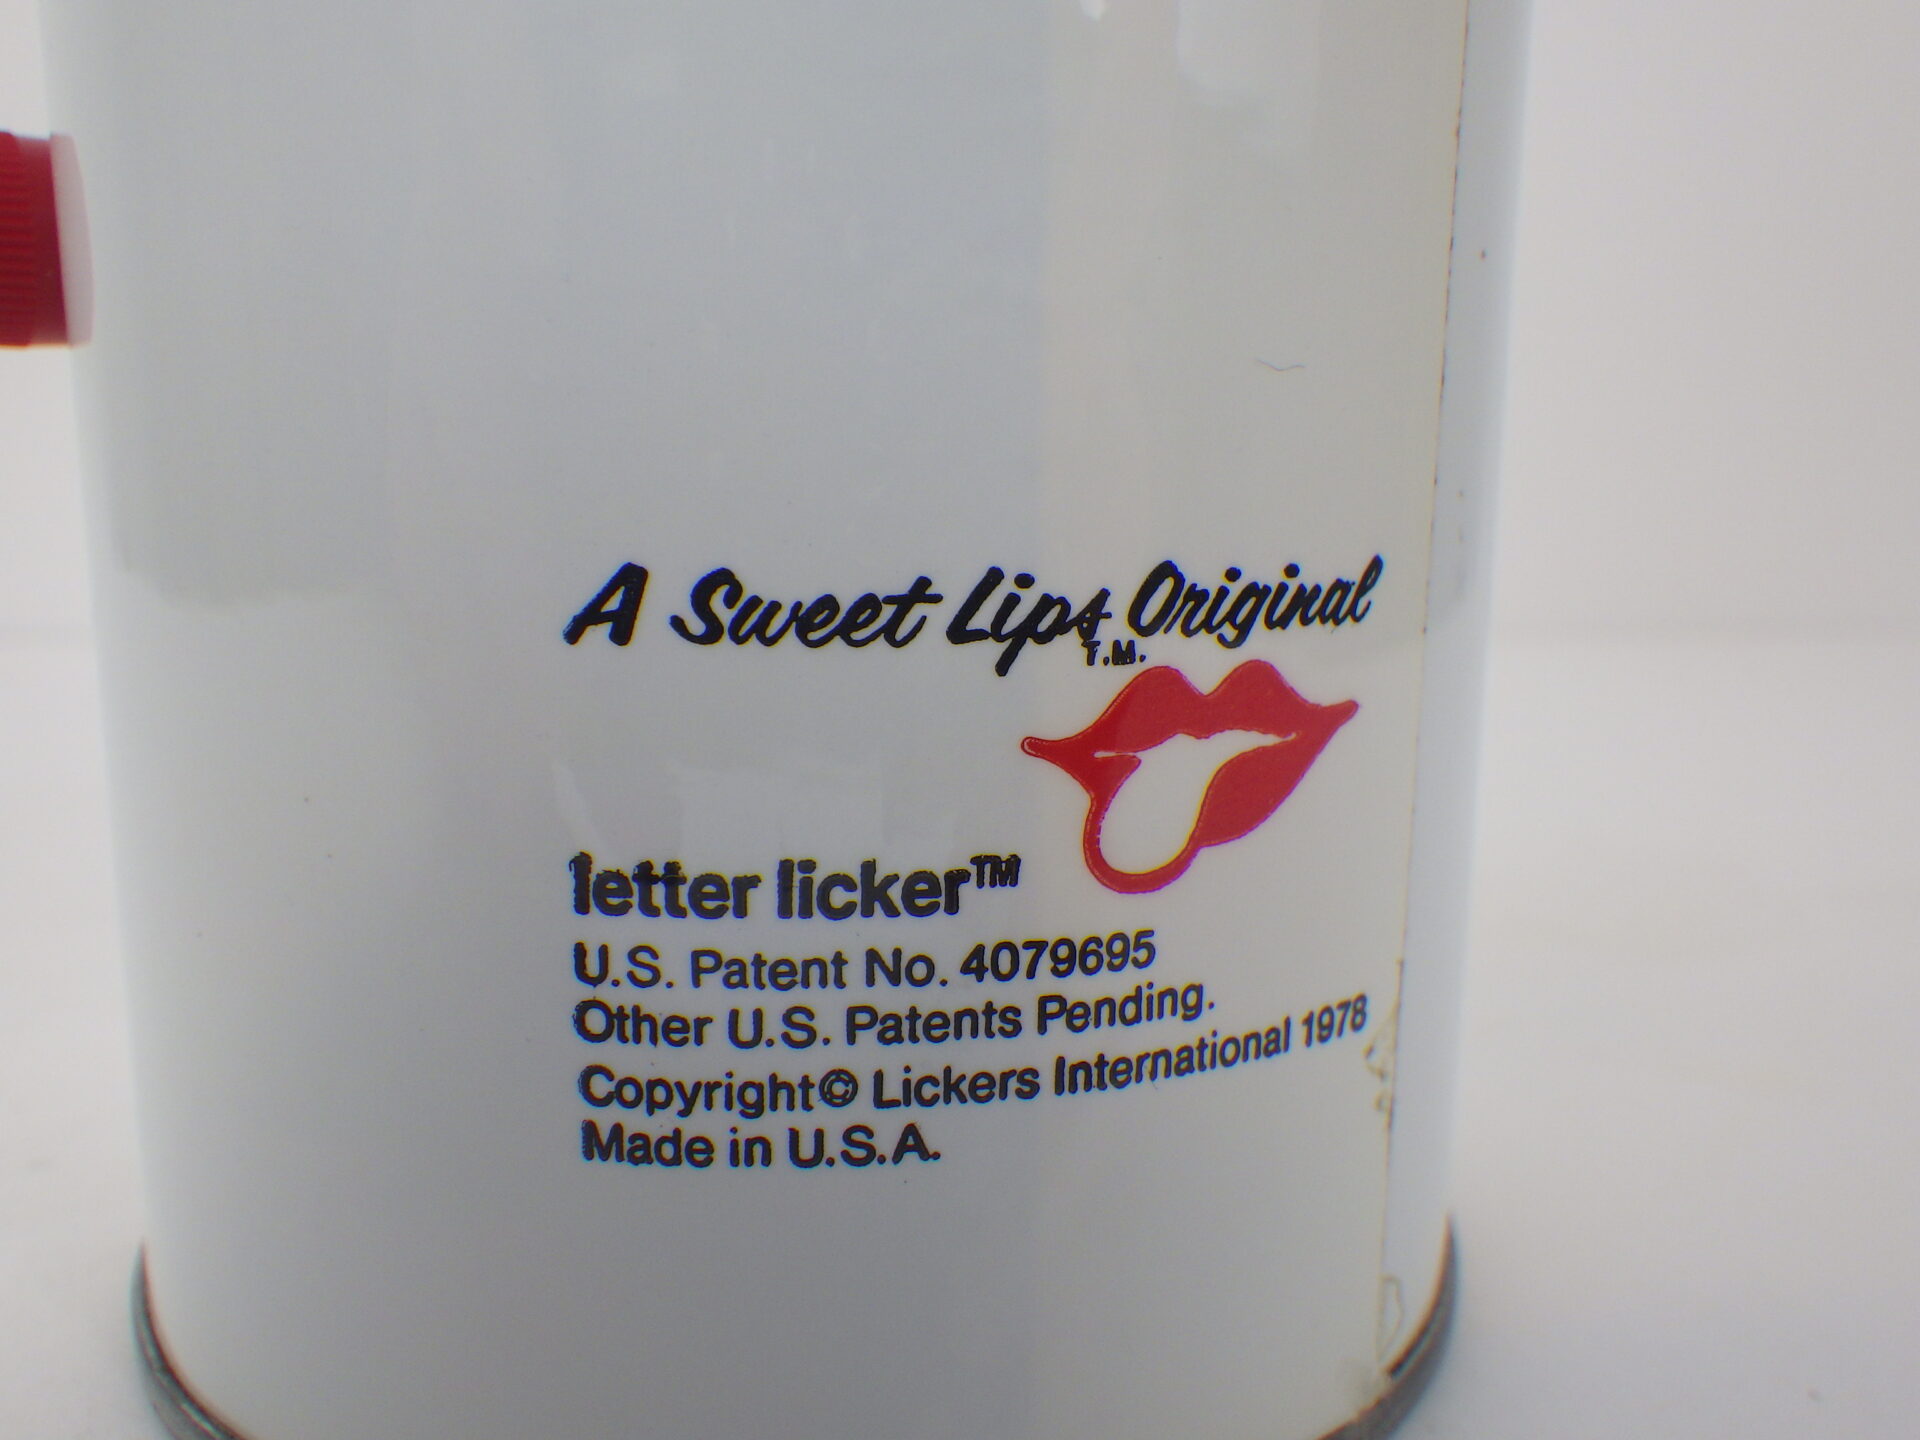 A Sweet Lips Original
T.M.
letter licker™
U.S. Patent No. 4079695
Other U.S. Patents Pending.
Copyright© Lickers International 1978
Made in U.S.A.